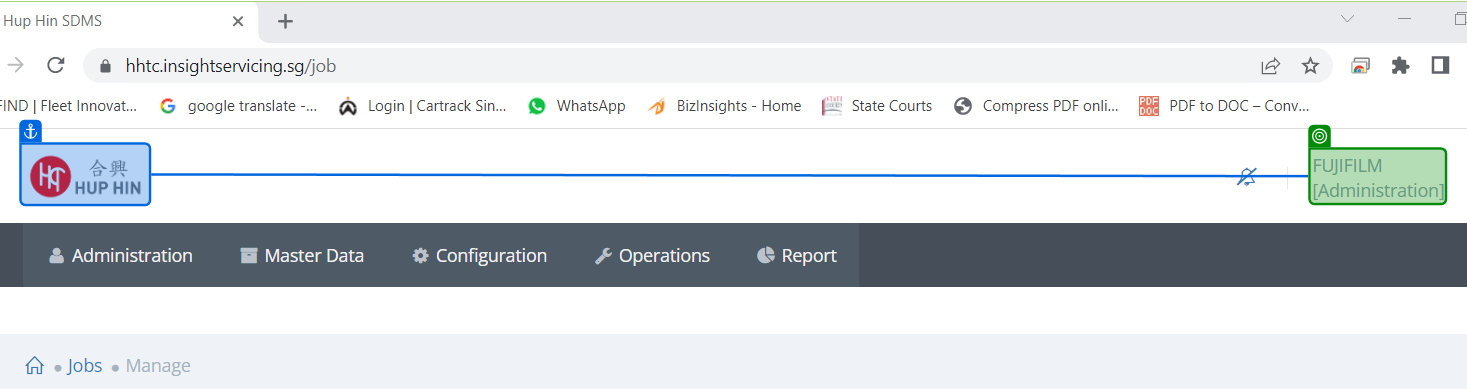 Hup Hin SDMS
hhtc.insightservicing.sg/job
FIND | Fleet Innovat... google translate -... Login | Cartrack Sin... WhatsApp BizInsights - Home State Courts Compress PDF onli... PDF DOC PDF to DOC – Conv...
合興
HUP HIN
FUJIFILM
[Administration]
Administration Master Data Configuration Operations Report
Jobs Manage